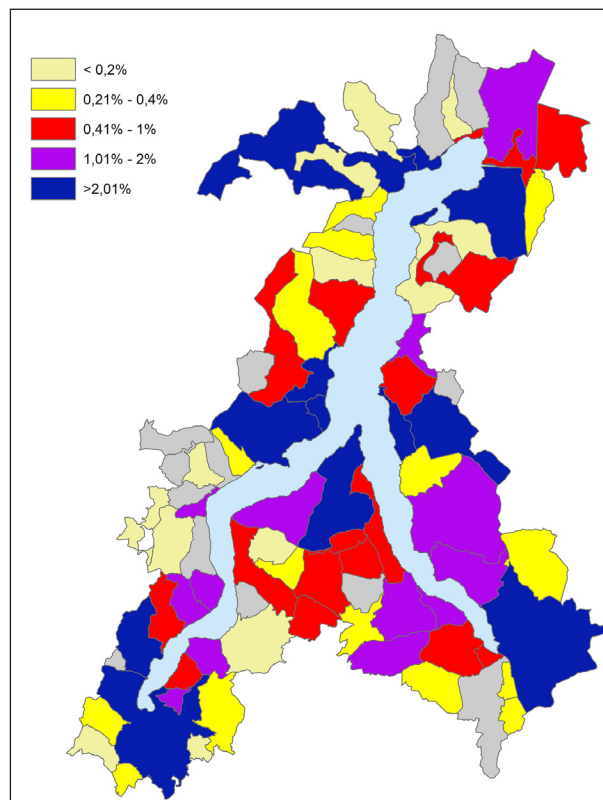 < 0,2%
0,21% - 0,4%
0,41% - 1%
1,01% - 2%
>2,01%